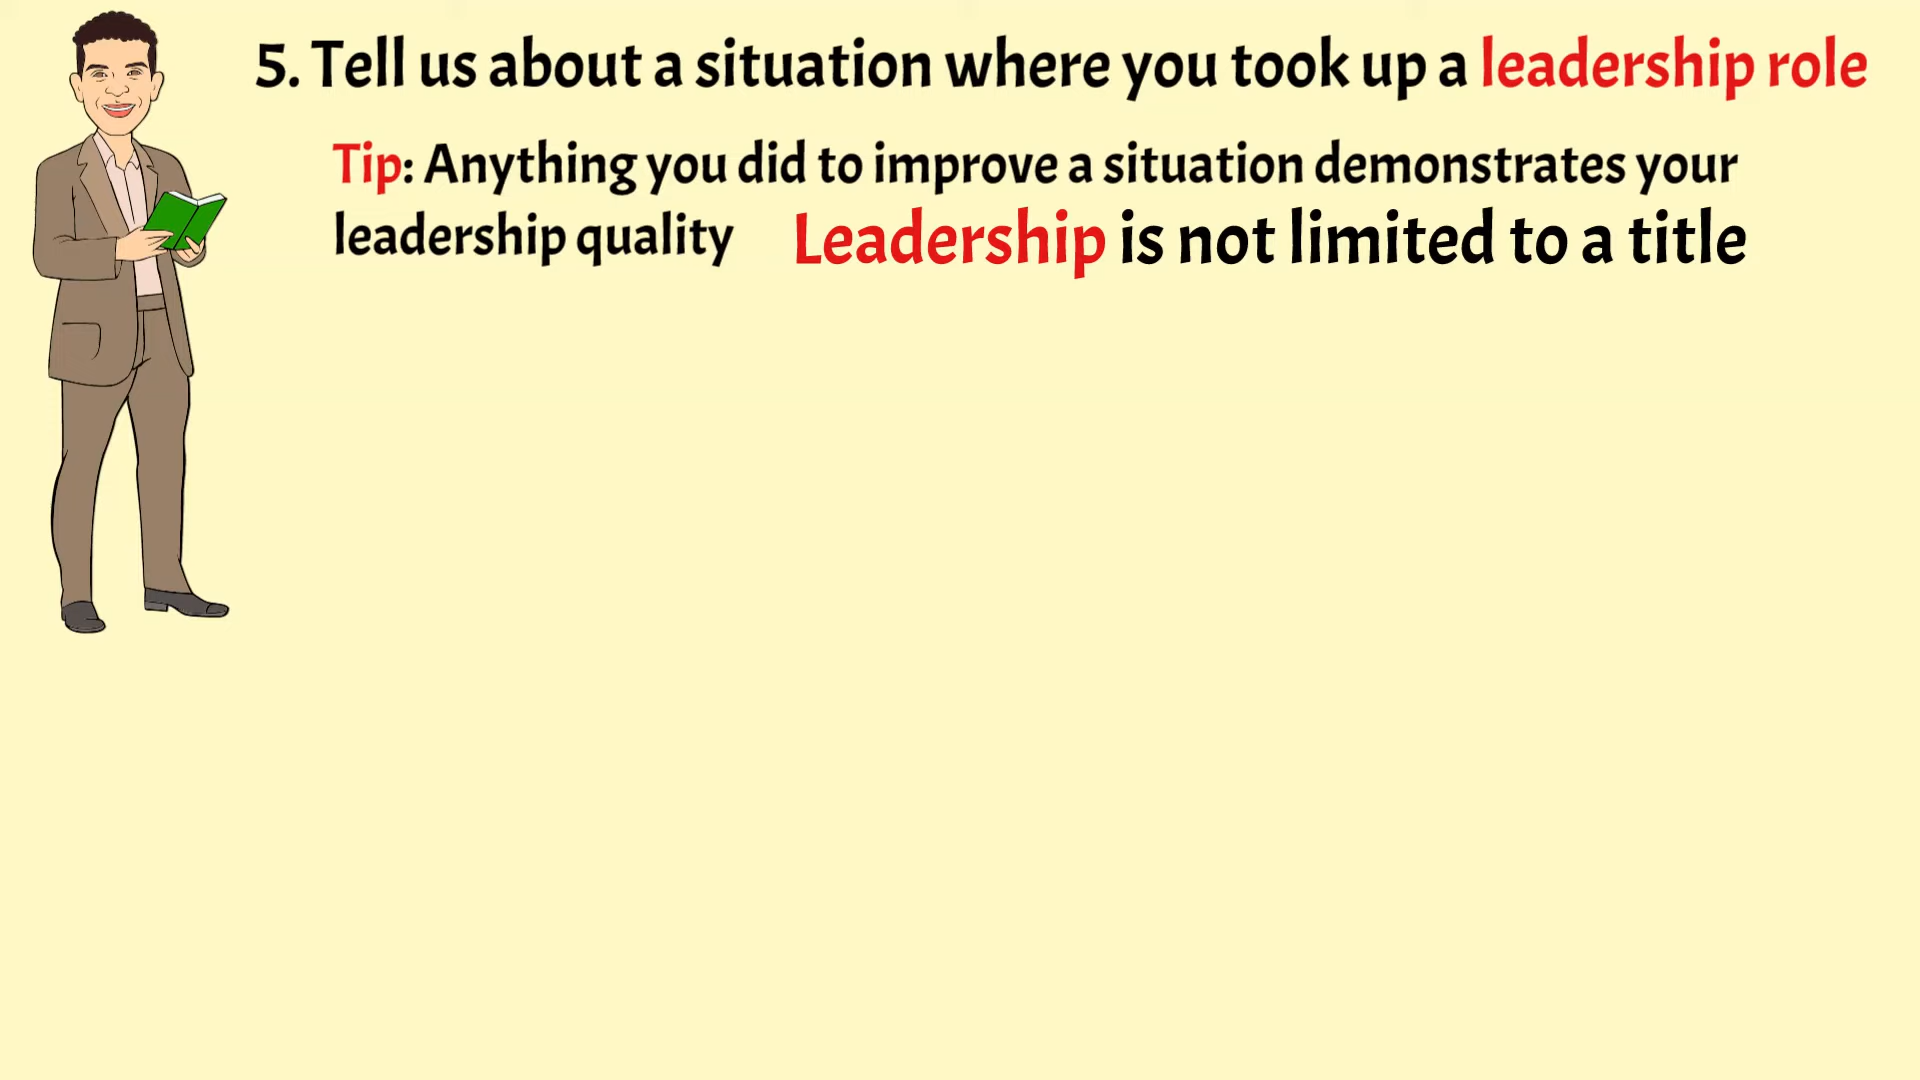 5. Tell us about a situation where you took up a leadership role
Tip: Anything you did to improve a situation demonstrates your
leadership quality
Leadership is not limited to a title